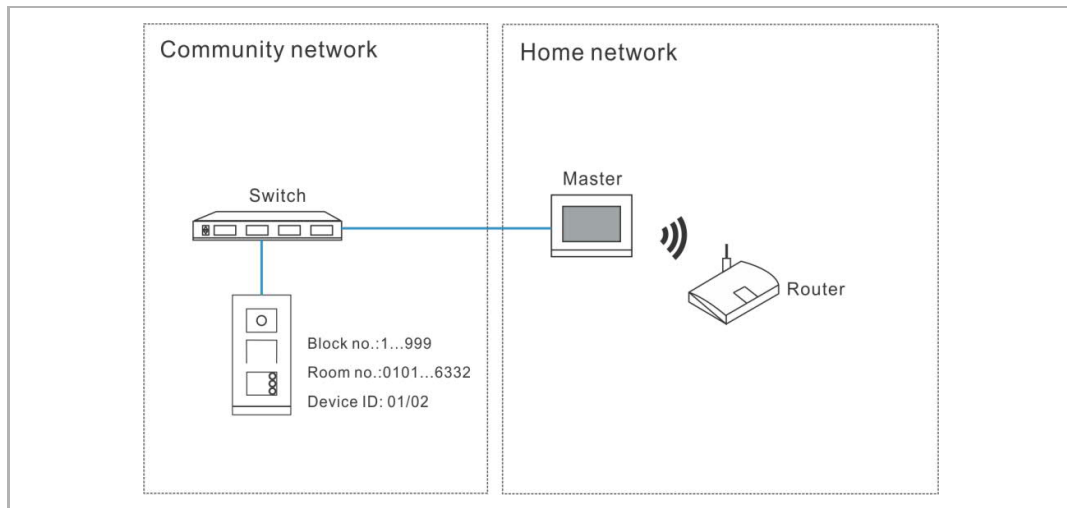 Community network
Home network
Switch
Master
Router
Block no.:1...999
Room no.:0101...6332
Device ID: 01/02